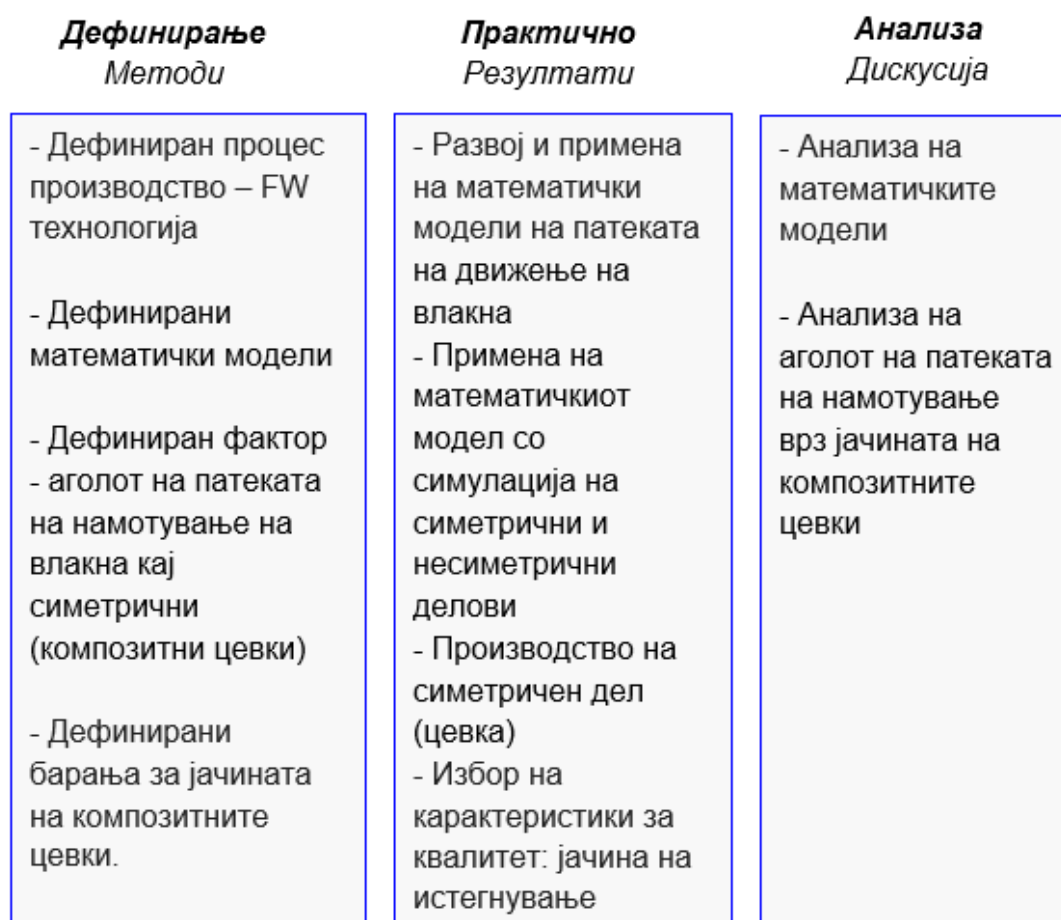 Дефинирање
Методи
- Дефиниран процес
производство – FW
технологија
- Дефинирани
математички модели
- Дефиниран фактор
- аголот на патеката
на намотување на
влакна кај
симетрични
(композитни цевки)
- Дефинирани
барања за јачината
на композитните
цевки.
Практично
Резултати
- Развој и примена
на математички
модели на патеката
на движење на
влакна
- Примена на
математичкиот
модел со
симулација на
симетрични и
несиметрични
делови
- Производство на
симетричен дел
(цевка)
- Избор на
карактеристики за
квалитет: јачина на
истегнување
Анализа
Дискусија
- Анализа на
математичките
модели
- Анализа на
аголот на патеката
на намотување
врз јачината на
композитните
цевки